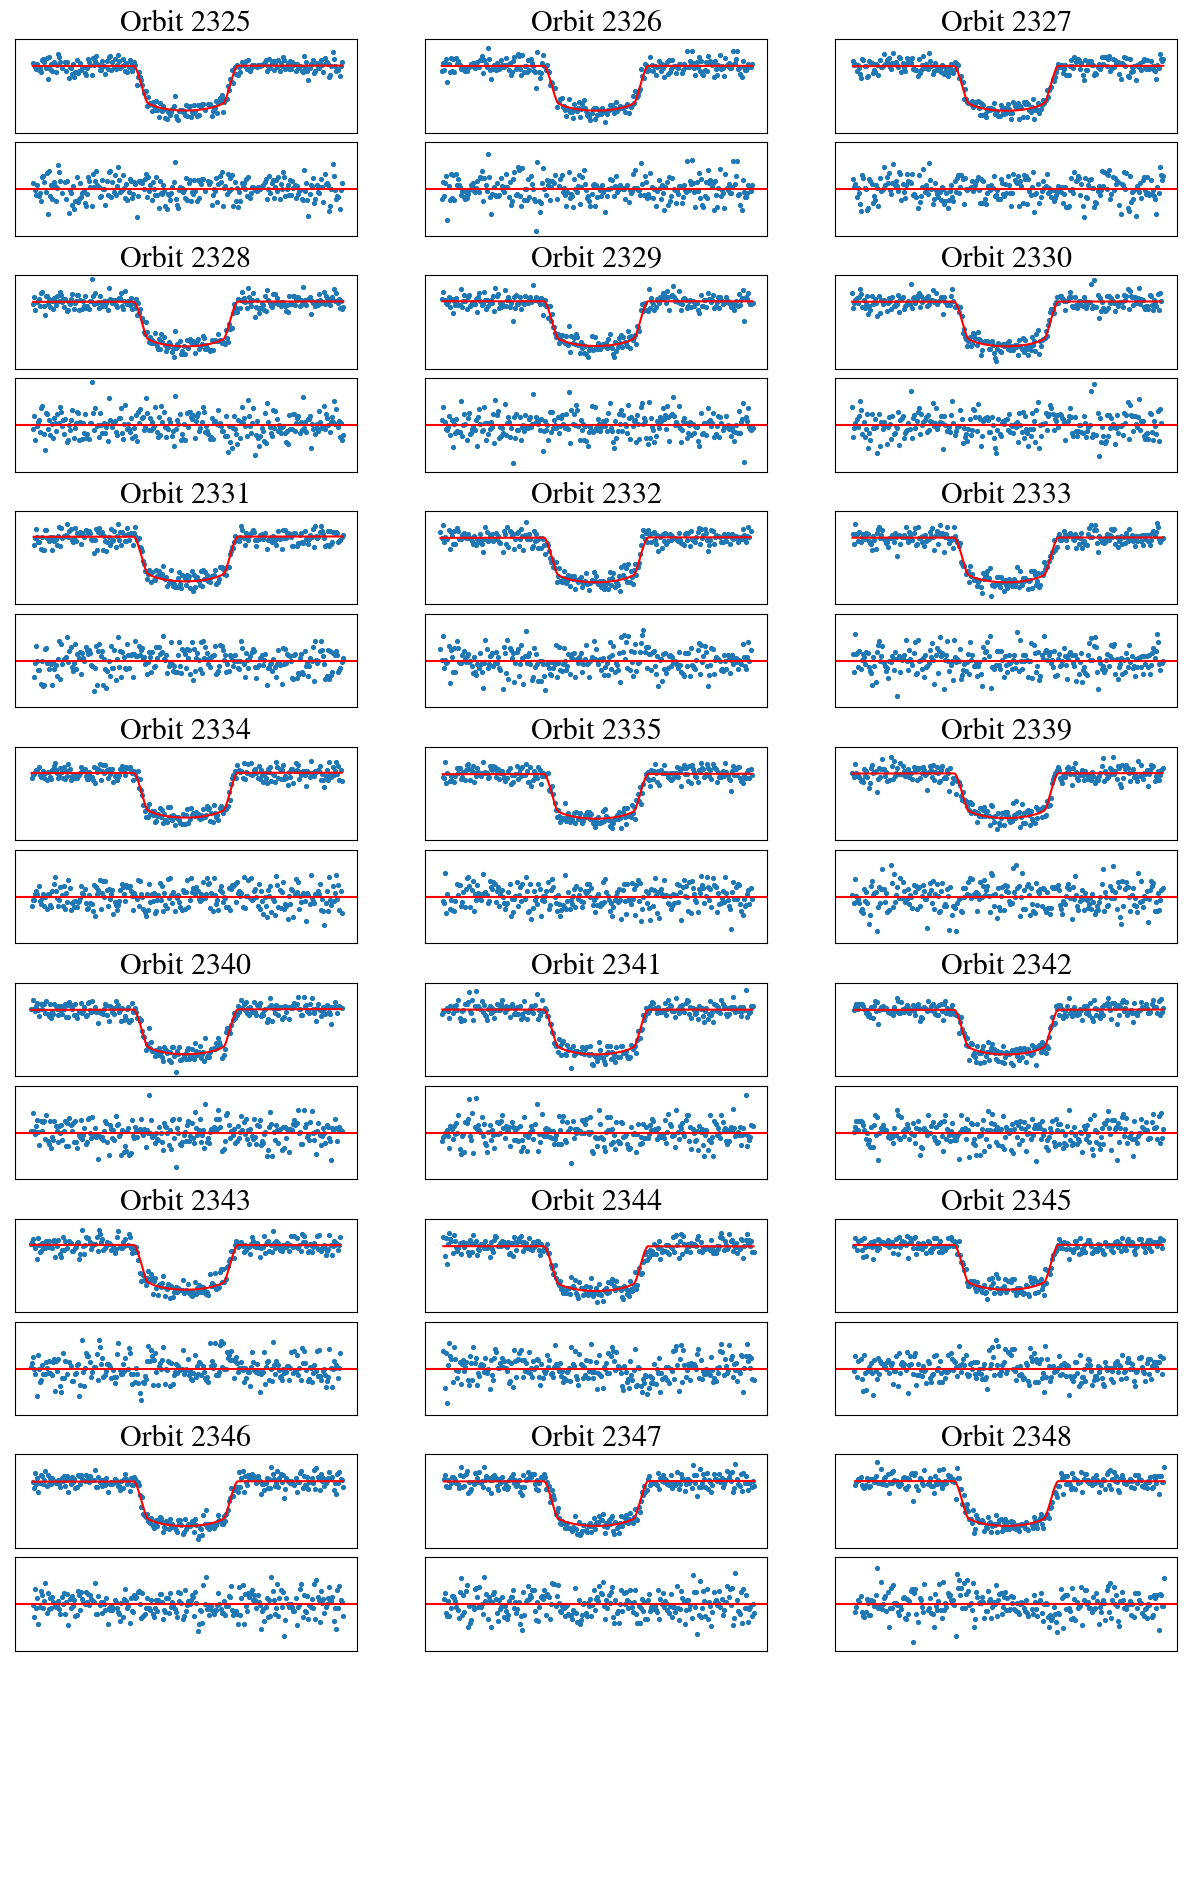 Orbit 2325
Orbit 2326
Orbit 2327
Orbit 2328
Orbit 2329
Orbit 2330
Orbit 2331
Orbit 2332
Orbit 2333
Orbit 2334
Orbit 2335
Orbit 2339
Orbit 2340
Orbit 2341
Orbit 2342
Orbit 2343
Orbit 2344
Orbit 2345
Orbit 2346
Orbit 2347
Orbit 2348